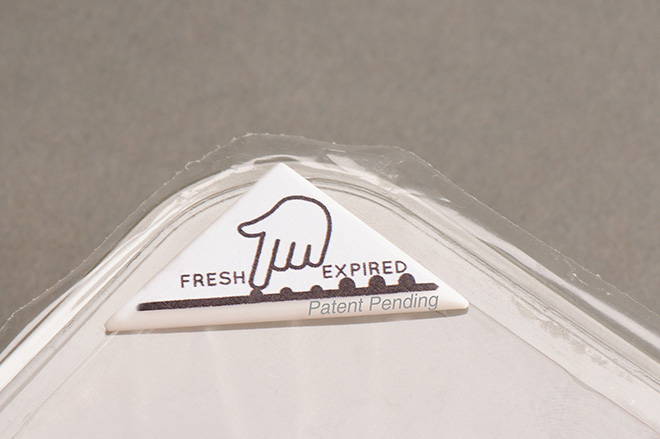 FRESH EXPIRED
Patent Pending